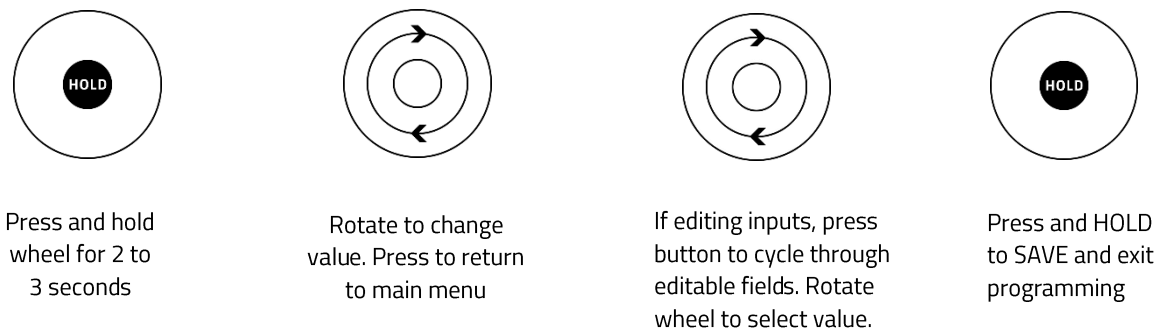 HOLD
Press and hold
wheel for 2 to
3 seconds
Rotate to change
value. Press to return
to main menu
If editing inputs, press
button to cycle through
editable fields. Rotate
wheel to select value.
HOLD
Press and HOLD
to SAVE and exit
programming